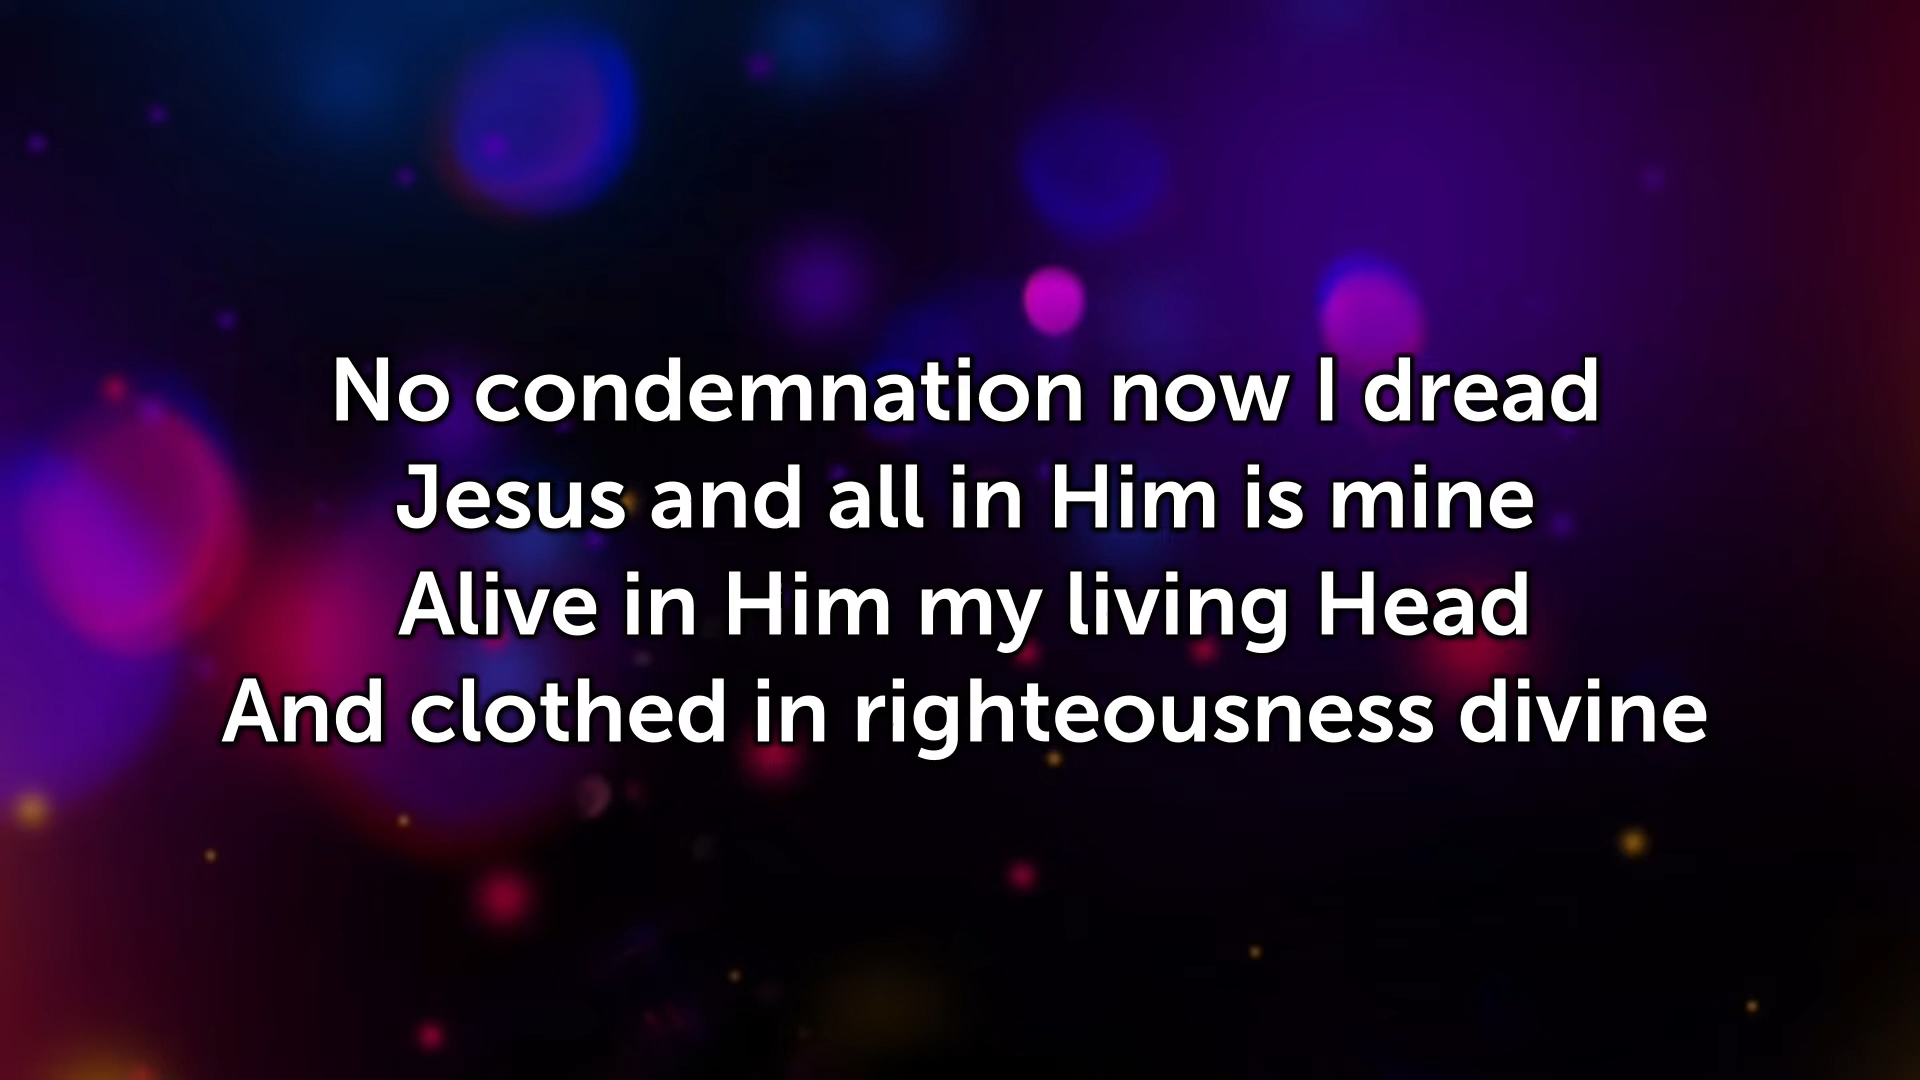 No condemnation now I dread
Jesus and all in Him is mine
Alive in Him my living Head
And clothed in righteousness divine